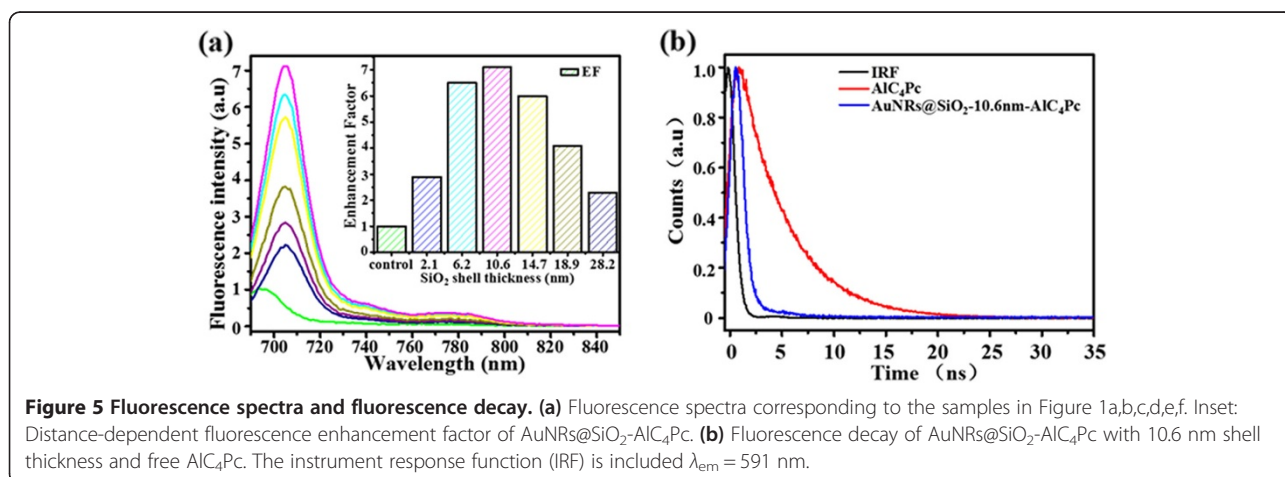 (a)
EF
Enhancement Factor
7
6
5
4
3
2
1
0
control 2.1 6.2 10.6 14.7 18.9 28.2
SiO₂ shell thickness (nm)
Fluorescence intensity (a.u)
7
6
5
4
3
2
1
0
700 720 740 760 780 800 820 840
Wavelength (nm)
(b)
IRF
AlC₄Pc
AuNRs@SiO₂-10.6nm-AlC₄Pc
Counts (a.u)
1.0
0.8
0.6
0.4
0.2
0.0
0 5 10 15 20 25 30 35
Time (ns)
Figure 5 Fluorescence spectra and fluorescence decay. (a) Fluorescence spectra corresponding to the samples in Figure 1a,b,c,d,e,f. Inset:
Distance-dependent fluorescence enhancement factor of AuNRs@SiO₂-AlC₄Pc. (b) Fluorescence decay of AuNRs@SiO₂-AlC₄Pc with 10.6 nm shell
thickness and free AlC₄Pc. The instrument response function (IRF) is included λem = 591 nm.